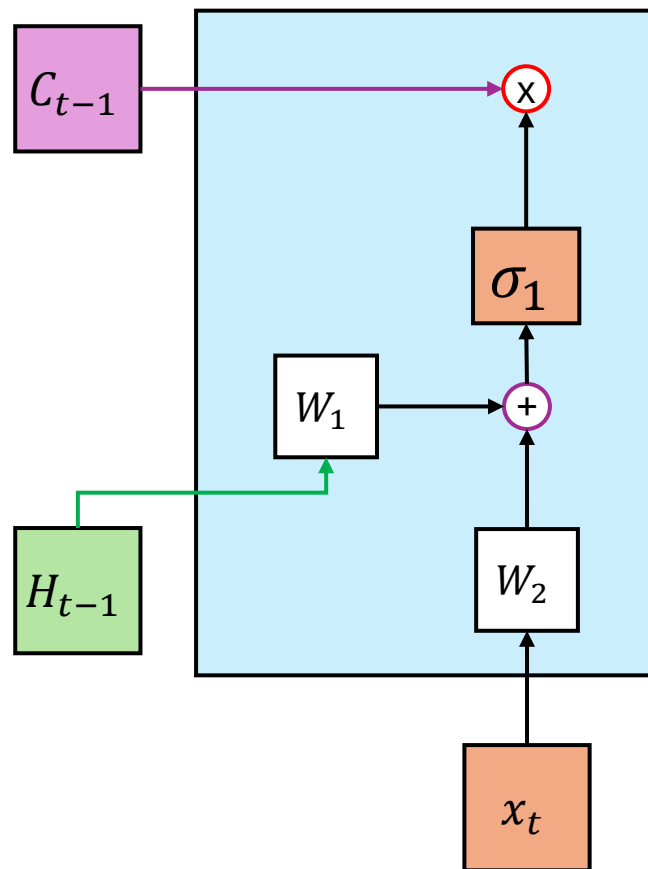 C_{t-1}
x
σ_1
W_1
+
H_{t-1}
W_2
x_t